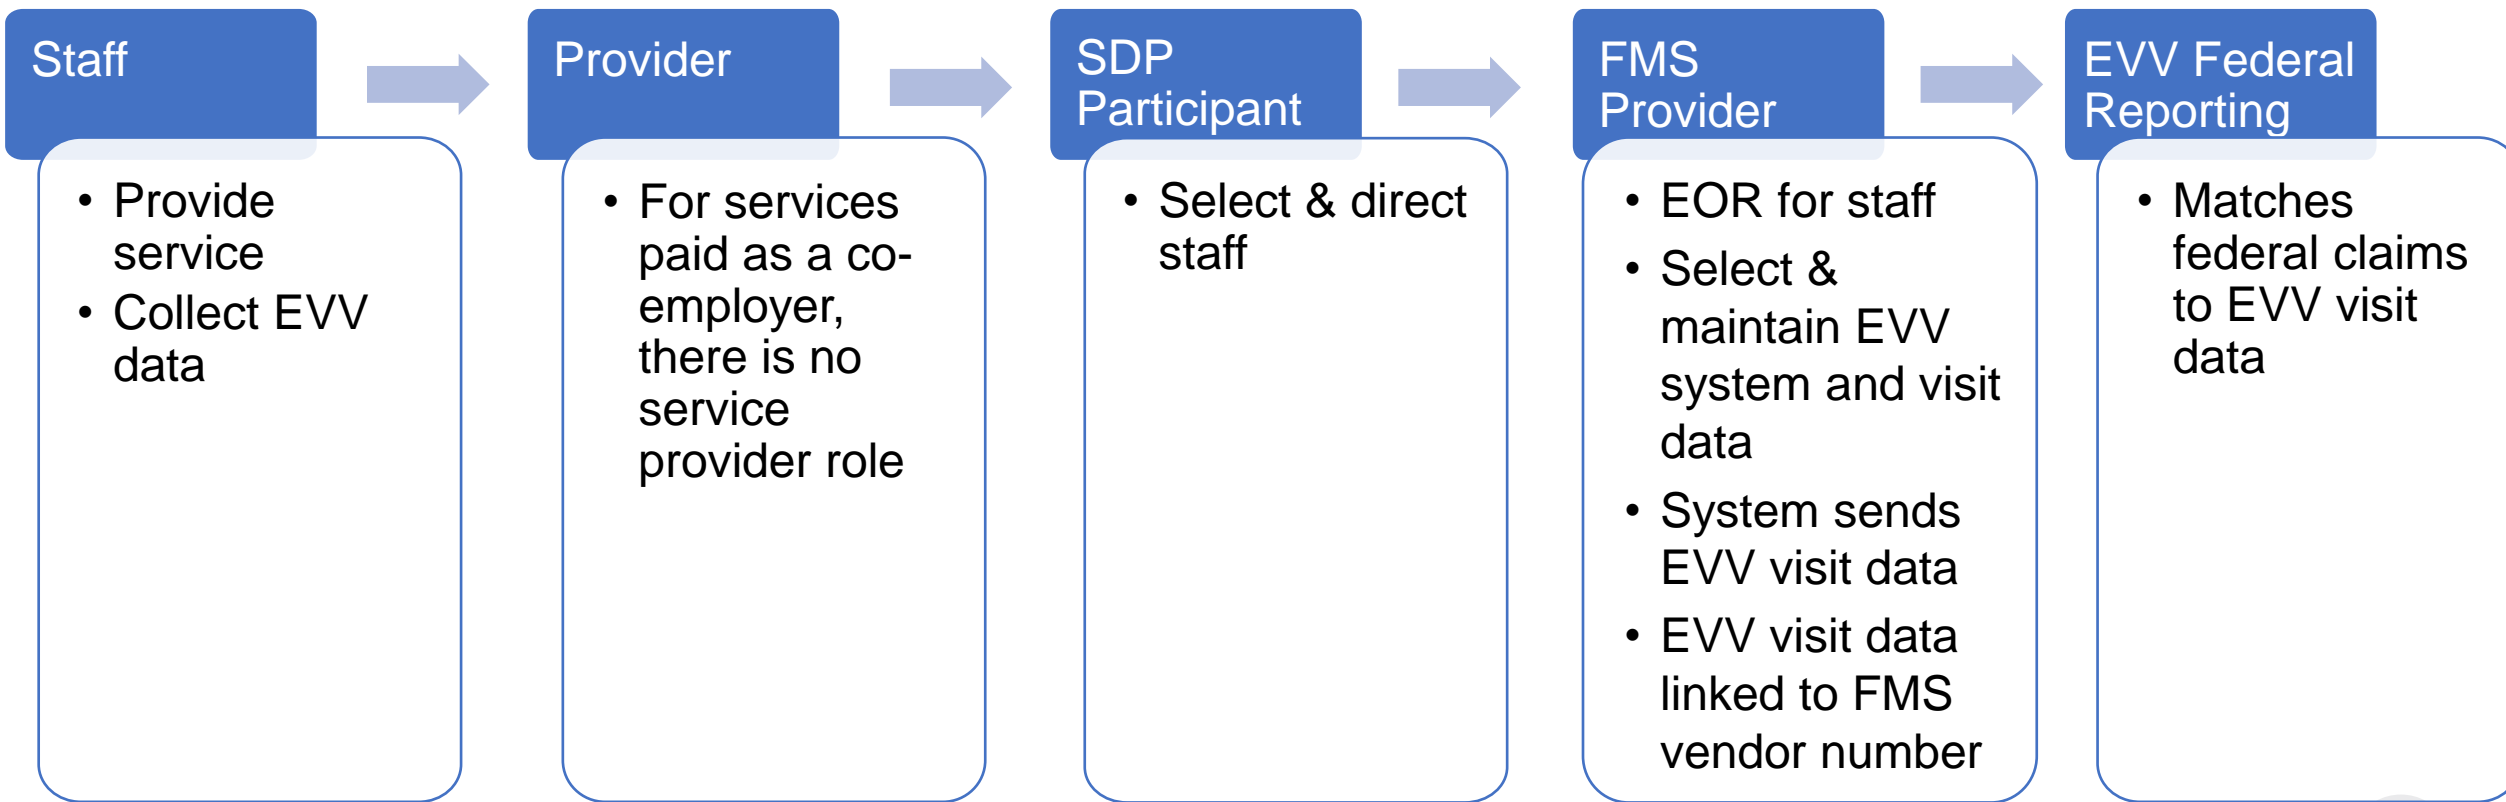 Staff
• Provide
service
• Collect EVV
data
Provider
• For services
paid as a co-
employer,
there is no
service
provider role
SDP
Participant
• Select & direct
staff
FMS
Provider
• EOR for staff
• Select &
maintain EVV
system and visit
data
• System sends
EVV visit data
• EVV visit data
linked to FMS
vendor number
EVV Federal
Reporting
• Matches
federal claims
to EVV visit
data